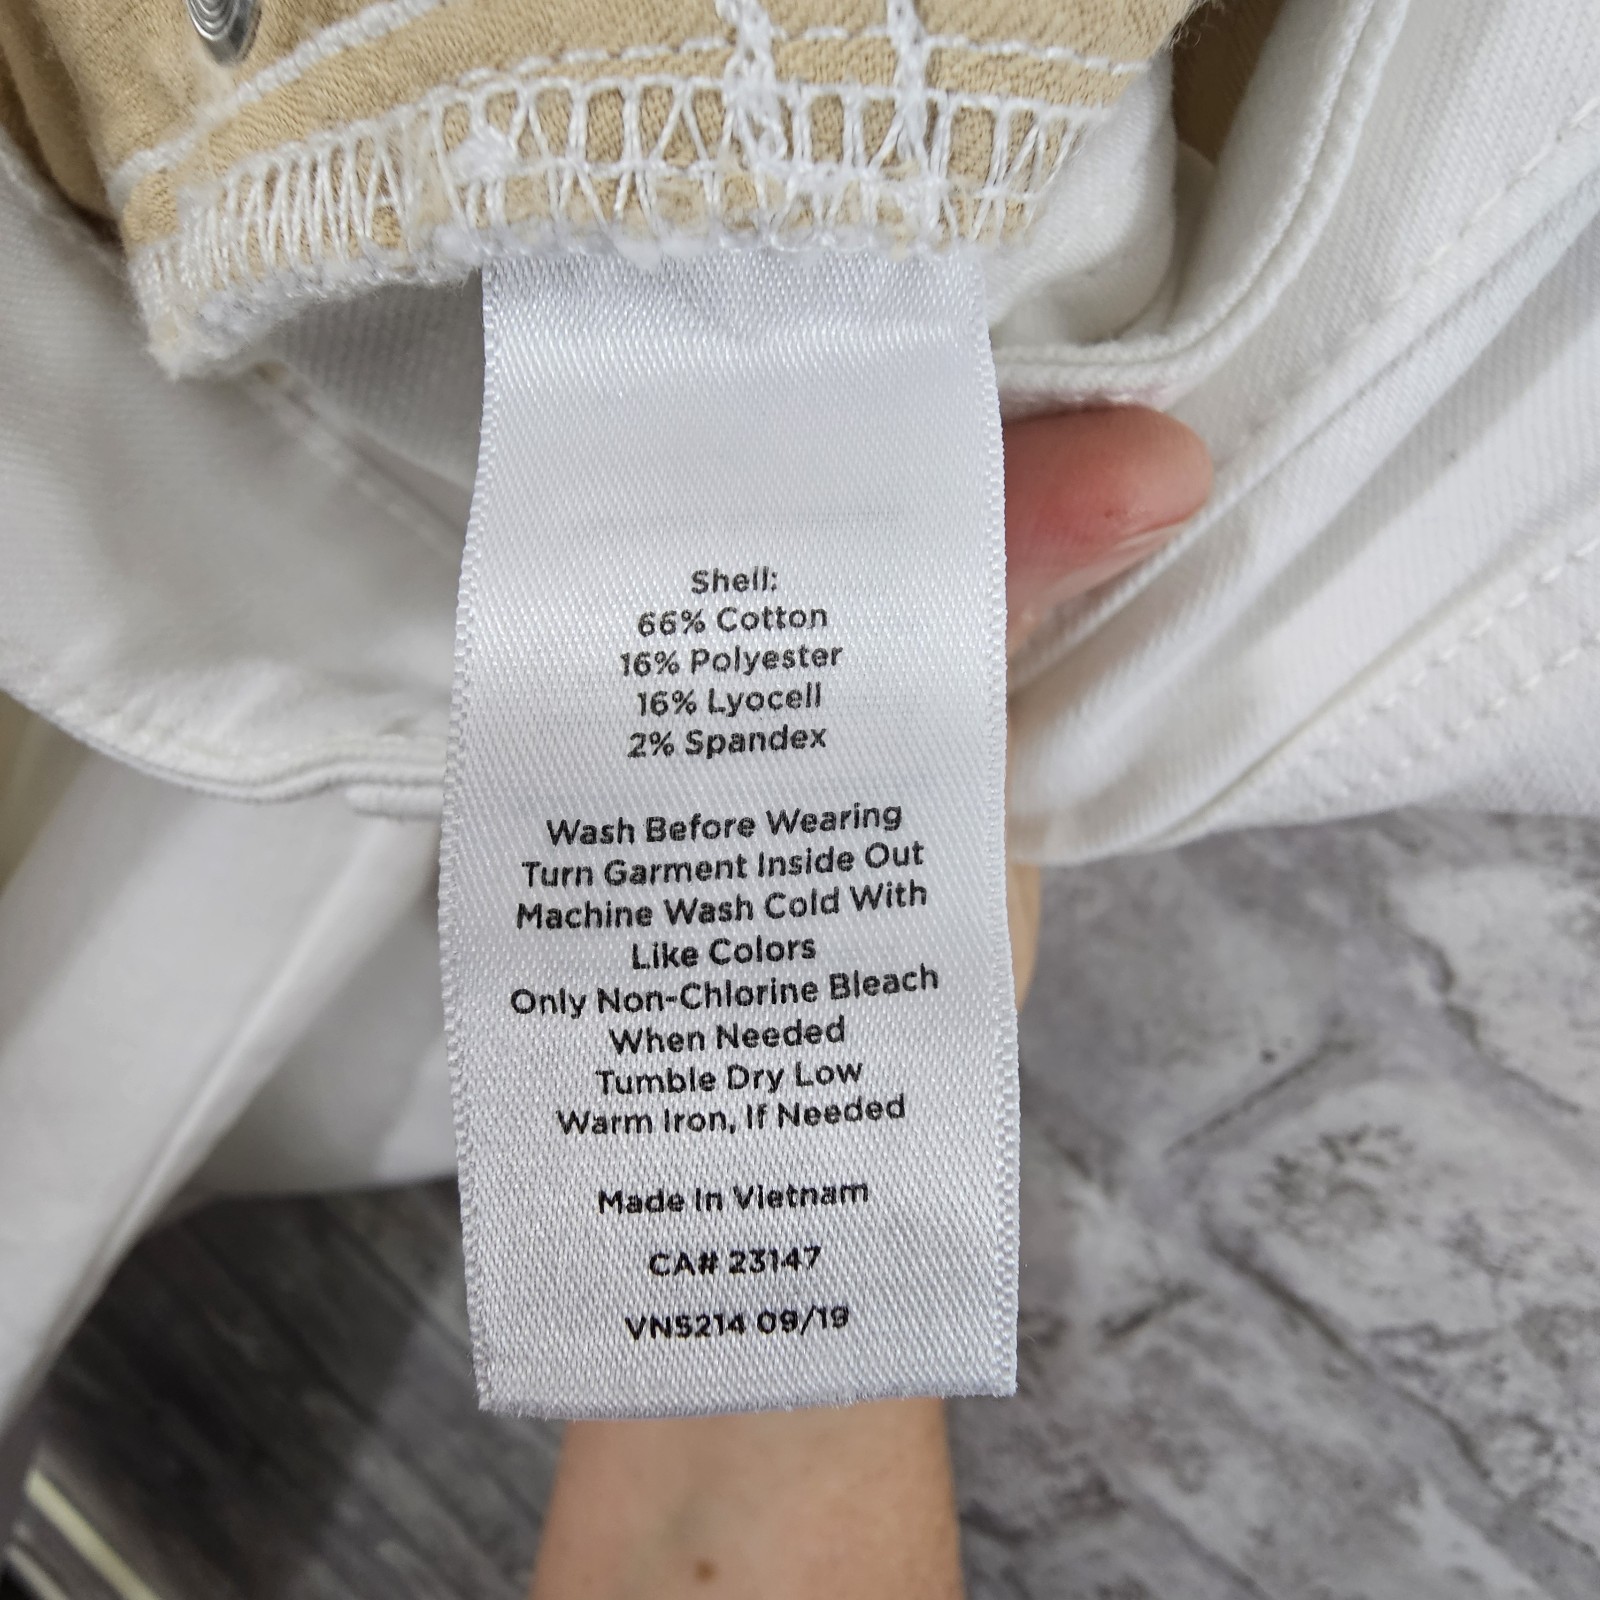 Shell:
66% Cotton
16% Polyester
16% Lyocell
2% Spandex
Wash Before Wearing
Turn Garment Inside Out
Machine Wash Cold With
Like Colors
Only Non-Chlorine Bleach
When Needed
Tumble Dry Low
Warm Iron, If Needed
Made In Vietnam
CA# 23147
VN5214 09/19